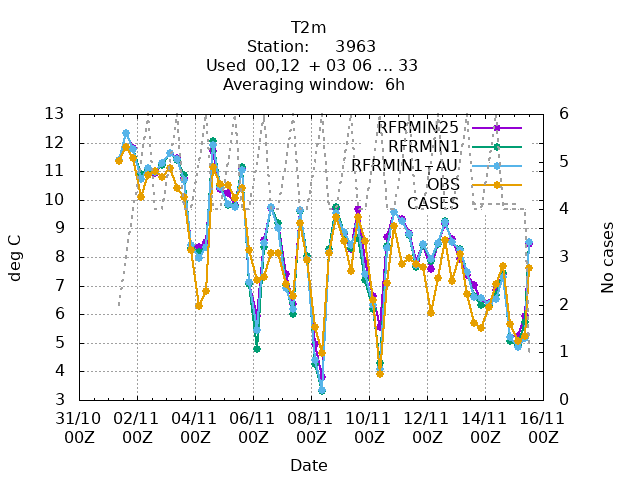 T2m
Station:     3963
Used  00,12  + 03 06 ... 33
Averaging window:  6h
13
12
11
10
9
8
7
6
5
4
3
6
5
4
3
2
1
0
deg C
No cases
RFRMIN25
RFRMIN1
RFRMIN1-AU
OBS
CASES
31/10 02/11 04/11 06/11 08/11 10/11 12/11 14/11 16/11
00Z 00Z 00Z 00Z 00Z 00Z 00Z 00Z 00Z
Date